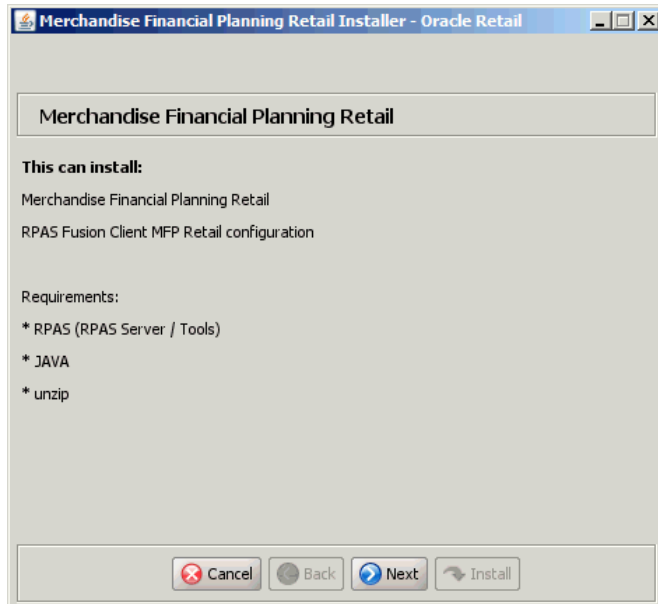 Merchandise Financial Planning Retail Installer - Oracle Retail
Merchandise Financial Planning Retail
This can install:
Merchandise Financial Planning Retail
RPAS Fusion Client MFP Retail configuration
Requirements:
* RPAS (RPAS Server / Tools)
* JAVA
* unzip
Cancel Back Next Install